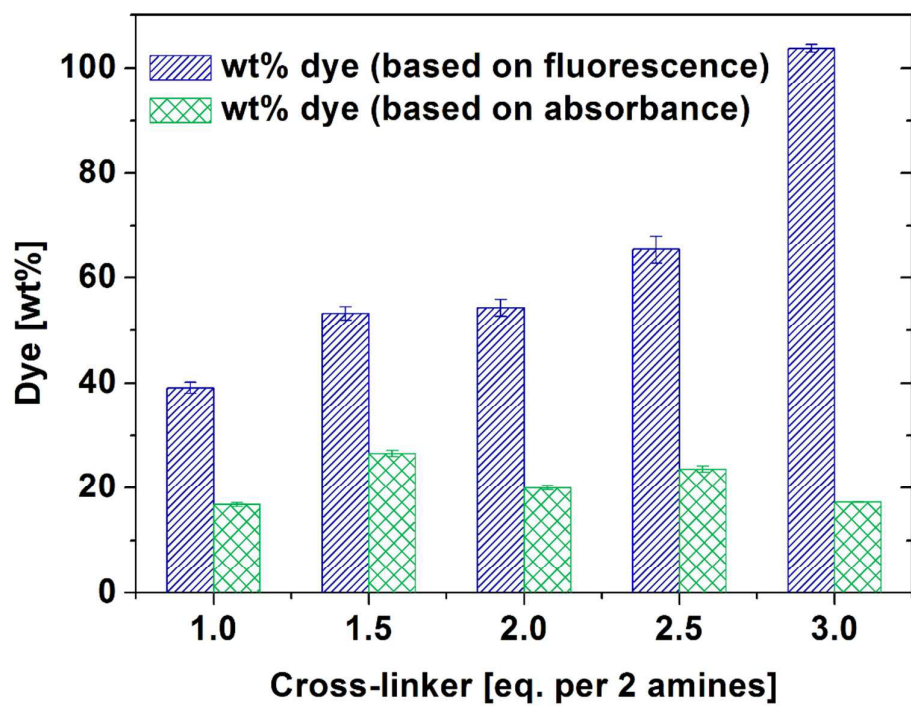 wt% dye (based on fluorescence)
wt% dye (based on absorbance)
Dye [wt%]
100
80
60
40
20
0
1.0 1.5 2.0 2.5 3.0
Cross-linker [eq. per 2 amines]